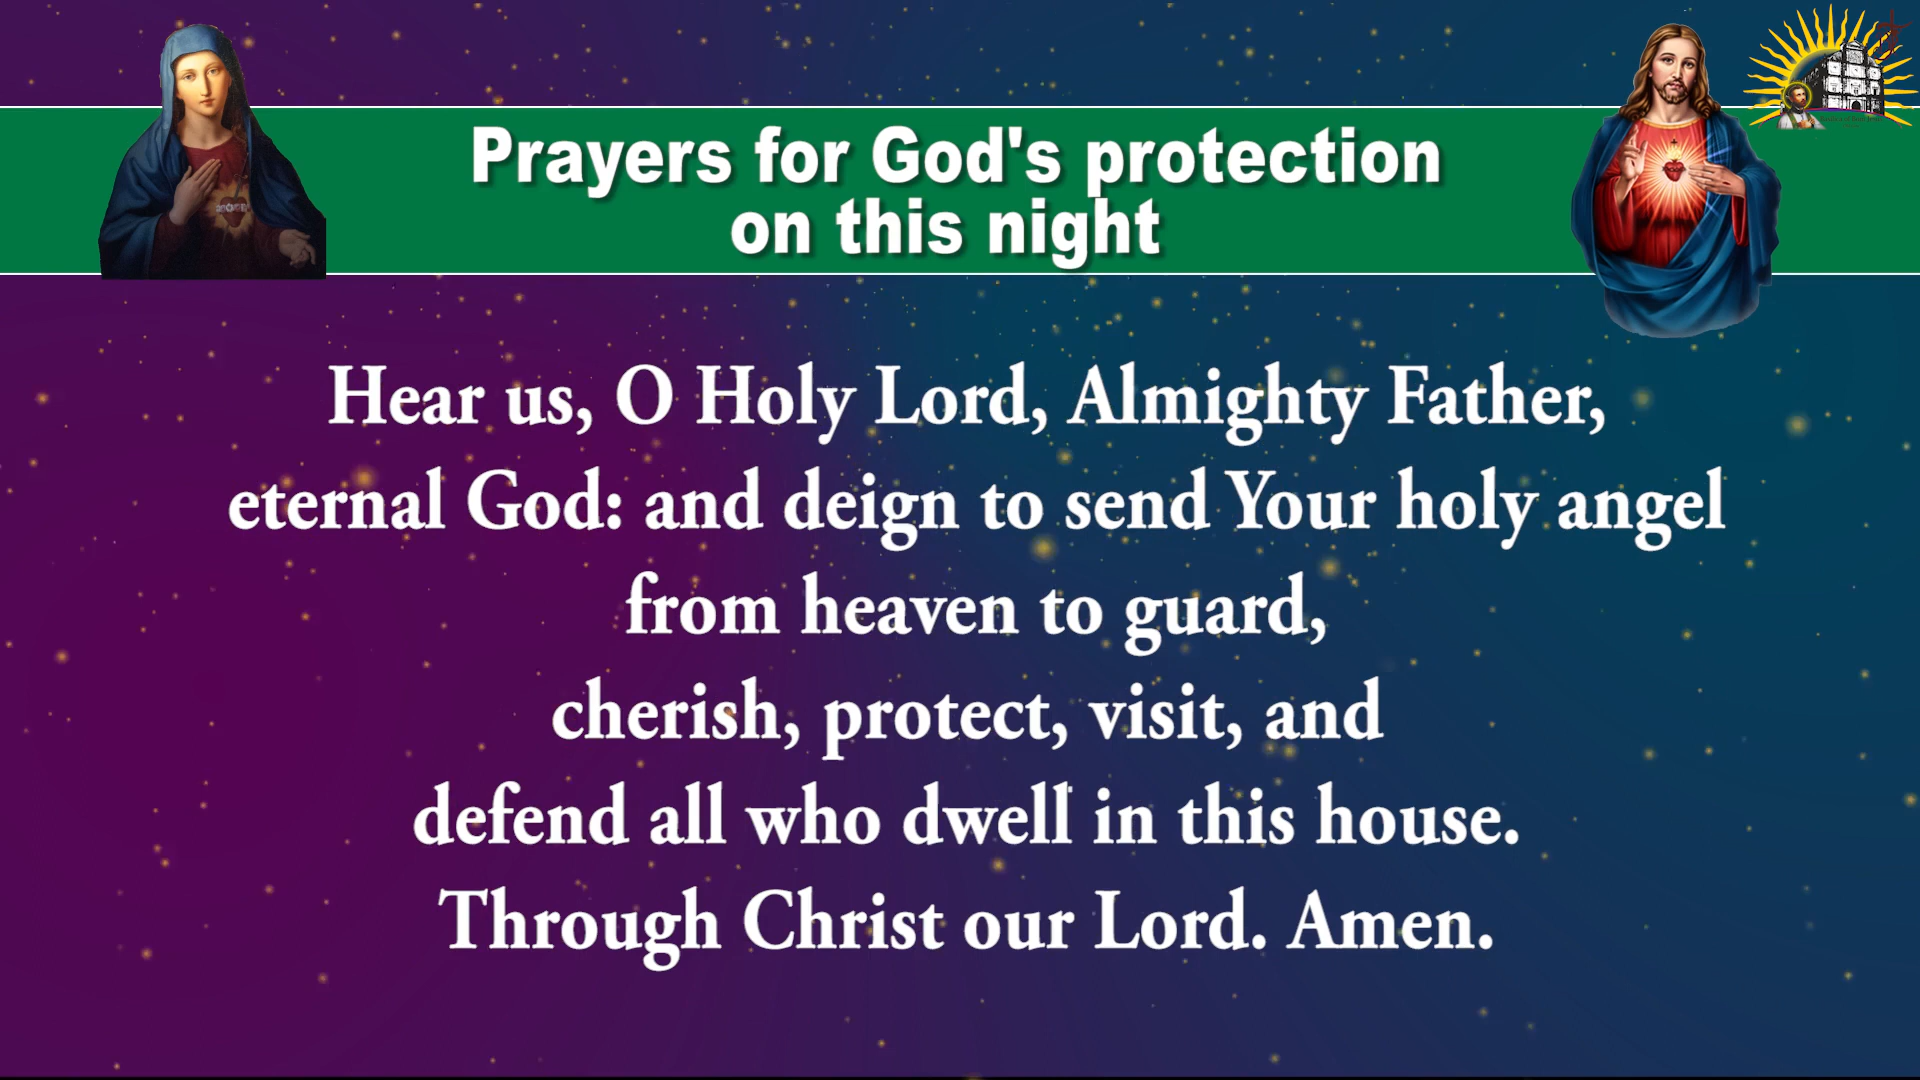 Prayers for God's protection
on this night
Hear us, O Holy Lord, Almighty Father,
eternal God: and deign to send Your holy angel
from heaven to guard,
cherish, protect, visit, and
defend all who dwell in this house.
Through Christ our Lord. Amen.